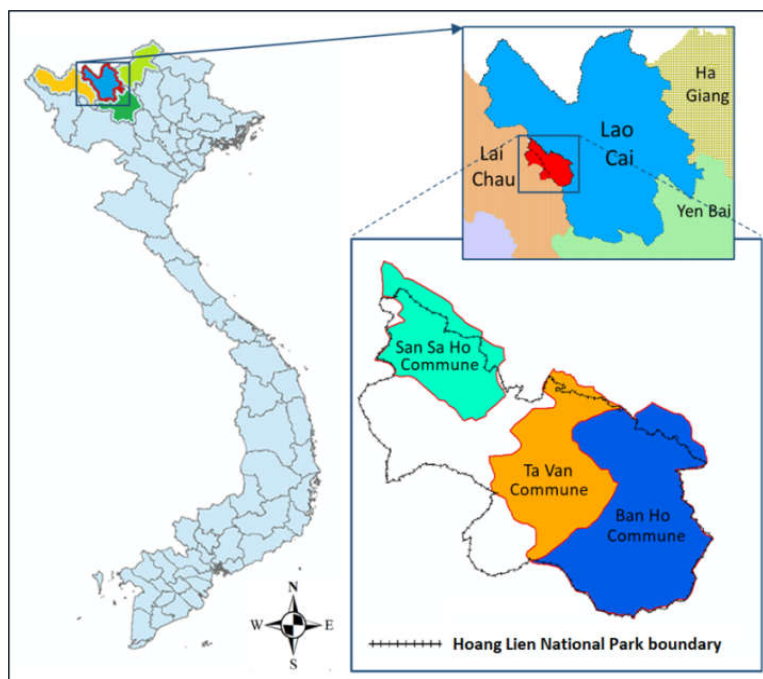 Ha
Giang
Lao
Cai
Lai
Chau
Yen Bai
San Sa Ho
Commune
Ta Van
Commune
Ban Ho
Commune
N
W
E
S
Hoang Lien National Park boundary